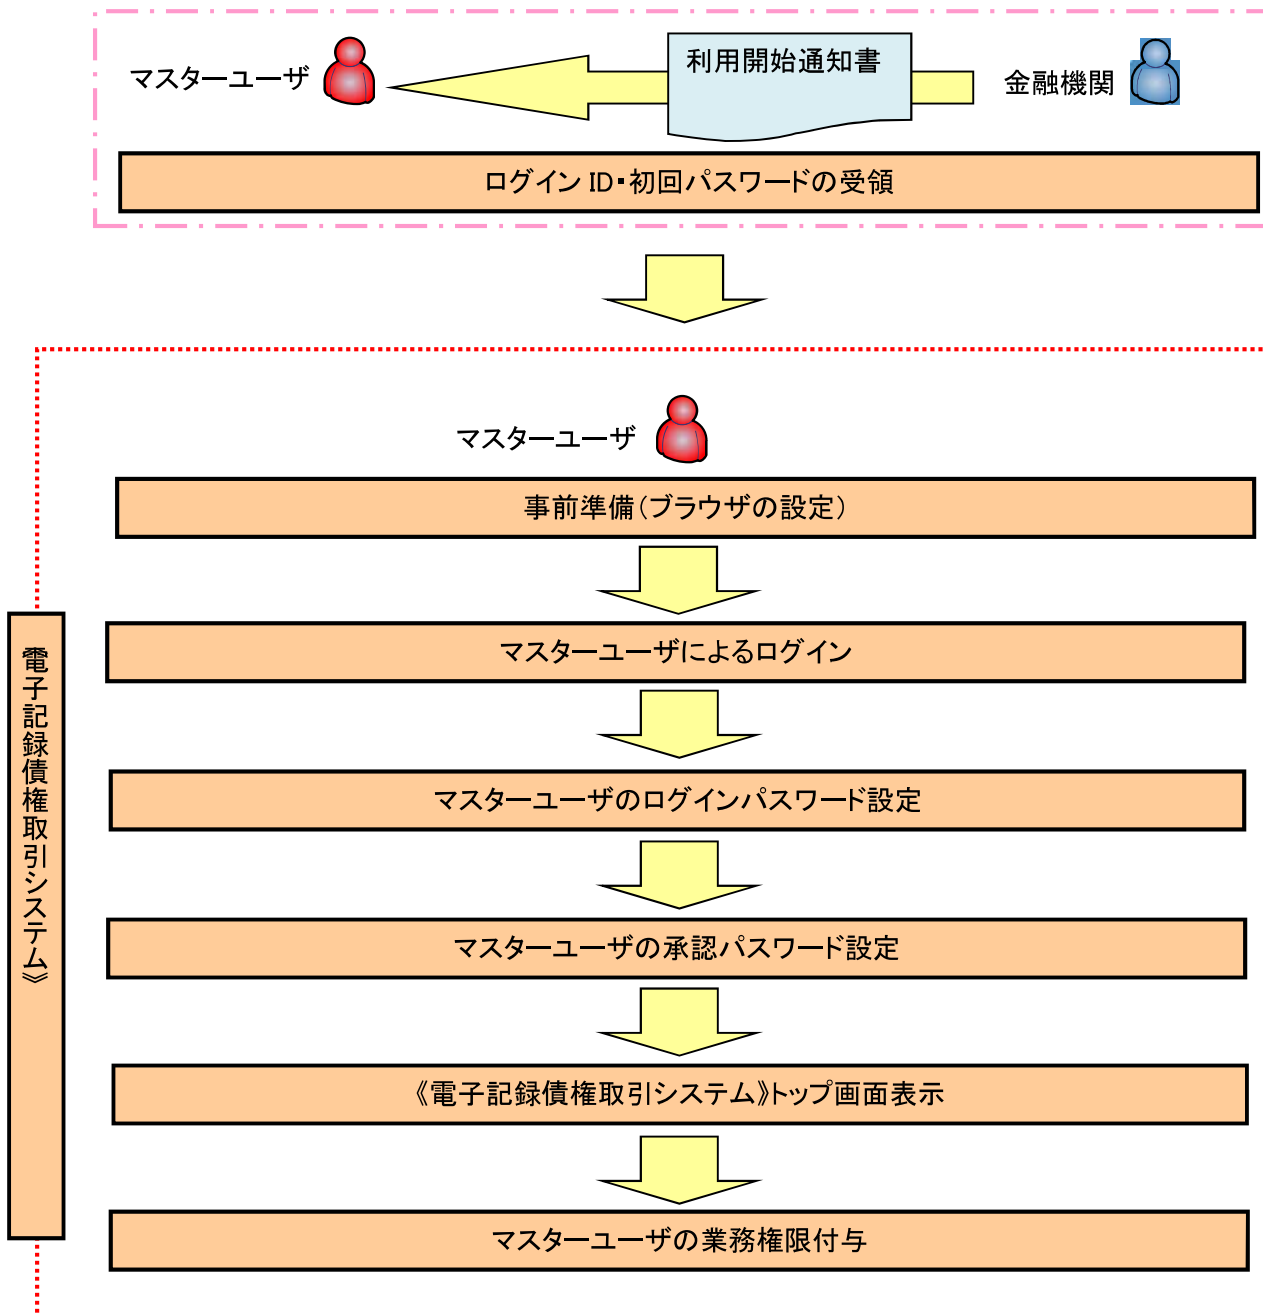 マスターユーザ
利用開始通知書
金融機関
ログイン ID・初回パスワードの受領
マスターユーザ
事前準備(ブラウザの設定)
マスターユーザによるログイン
電子記録債権取引システム》
マスターユーザのログインパスワード設定
マスターユーザの承認パスワード設定
《電子記録債権取引システム》トップ画面表示
マスターユーザの業務権限付与